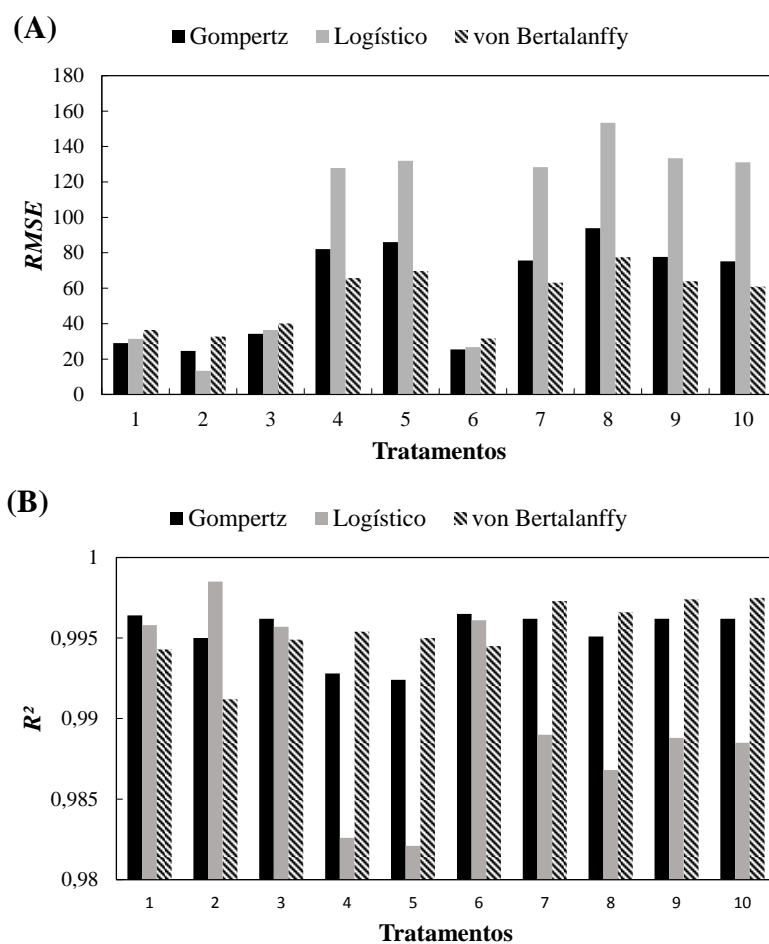 (A)
Gompertz Logístico von Bertalanffy
180
160
140
120
100
80
60
40
20
0
RMSE
1 2 3 4 5 6 7 8 9 10
Tratamentos
(B)
Gompertz Logístico von Bertalanffy
1
0,995
0,99
0,985
0,98
R²
1 2 3 4 5 6 7 8 9 10
Tratamentos